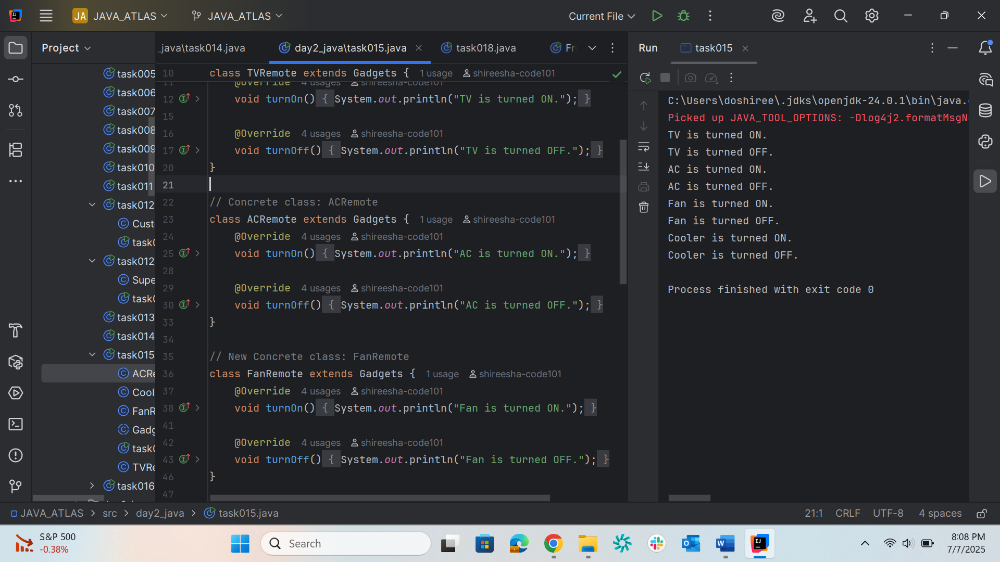 JA JAVA_ATLAS JAVA_ATLAS Current File
Project
_java\task014.java day2_java\task015.java task018.java Fr
Run task015
task005
task006
task007
task008
task009
task010
task011
task012
Cust
task0
task012_
Supe
task0
task013
task014
task015
ACRe
Cool
FanR
Gadg
task0
TVRe
task016
10 class TVRemote extends Gadgets { 1 usage shireesha-code101
11 @Override 4 usages shireesha-code101
12 void turnOn() { System.out.println("TV is turned ON."); }
15
16 @Override 4 usages shireesha-code101
17 void turnOff() { System.out.println("TV is turned OFF."); }
20 }
21
22 // Concrete class: ACRemote
23 class ACRemote extends Gadgets { 1 usage shireesha-code101
24 @Override 4 usages shireesha-code101
25 void turnOn() { System.out.println("AC is turned ON."); }
28
29 @Override 4 usages shireesha-code101
30 void turnOff() { System.out.println("AC is turned OFF."); }
33 }
34
35 // New Concrete class: FanRemote
36 class FanRemote extends Gadgets { 1 usage shireesha-code101
37 @Override 4 usages shireesha-code101
38 void turnOn() { System.out.println("Fan is turned ON."); }
41
42 @Override 4 usages shireesha-code101
43 void turnOff() { System.out.println("Fan is turned OFF."); }
46 }
47
C:\Users\doshiree\.jdks\openjdk-24.0.1\bin\java.
Picked up JAVA_TOOL_OPTIONS: -Dlog4j2.formatMsgN
TV is turned ON.
TV is turned OFF.
AC is turned ON.
AC is turned OFF.
Fan is turned ON.
Fan is turned OFF.
Cooler is turned ON.
Cooler is turned OFF.
Process finished with exit code 0
JAVA_ATLAS > src > day2_java > task015.java 21:1 CRLF UTF-8 4 spaces
S&P 500
-0.38%
Search
8:08 PM
7/7/2025